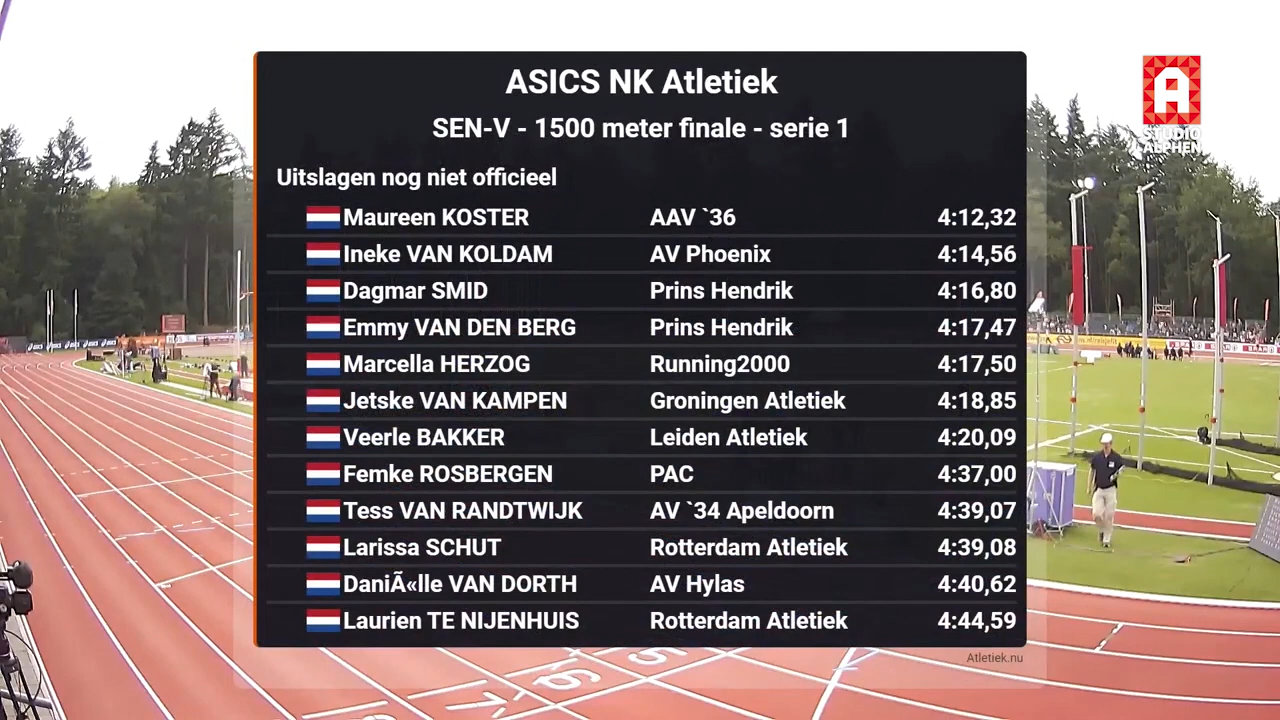 ASICS NK Atletiek
SEN-V - 1500 meter finale - serie 1
Uitslagen nog niet officieel
Maureen KOSTER AAV `36 4:12,32
Ineke VAN KOLDAM AV Phoenix 4:14,56
Dagmar SMID Prins Hendrik 4:16,80
Emmy VAN DEN BERG Prins Hendrik 4:17,47
Marcella HERZOG Running2000 4:17,50
Jetske VAN KAMPEN Groningen Atletiek 4:18,85
Veerle BAKKER Leiden Atletiek 4:20,09
Femke ROSBERGEN PAC 4:37,00
Tess VAN RANDTWIJK AV `34 Apeldoorn 4:39,07
Larissa SCHUT Rotterdam Atletiek 4:39,08
DaniÃ«lle VAN DORTH AV Hylas 4:40,62
Laurien TE NIJENHUIS Rotterdam Atletiek 4:44,59
Atletiek.nu
A
STUDIO
ALPHEN
5
6
7